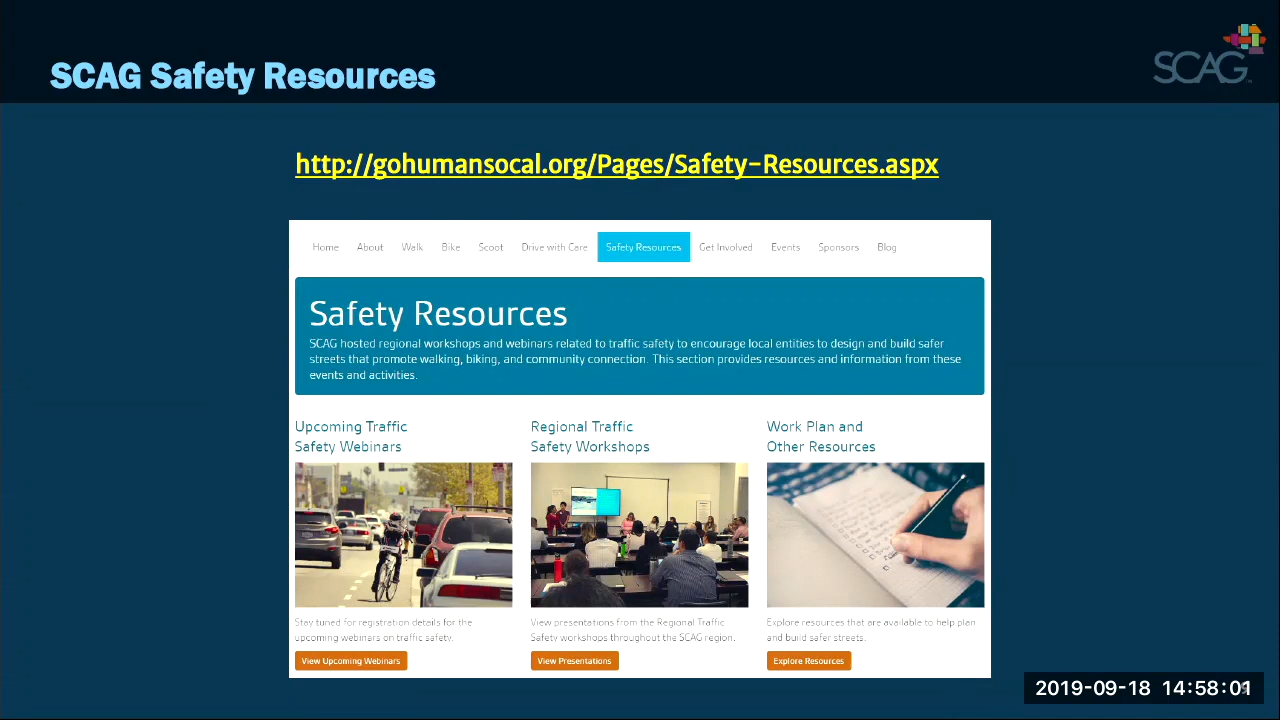 SCAG Safety Resources
SCAG
http://gohumansocal.org/Pages/Safety-Resources.aspx
Home About Walk Bike Scoot Drive with Care Safety Resources Get Involved Events Sponsors Blog
Safety Resources
SCAG hosted regional workshops and webinars related to traffic safety to encourage local entities to design and build safer
streets that promote walking, biking, and community connection. This section provides resources and information from these
events and activities.
Upcoming Traffic
Safety Webinars
Regional Traffic
Safety Workshops
Work Plan and
Other Resources
Stay tuned for registration details for the
upcoming webinars on traffic safety.
View presentations from the Regional Traffic
Safety workshops throughout the SCAG region.
Explore resources that are available to help plan
and build safer streets.
View Upcoming Webinars
View Presentations
Explore Resources
2019-09-18 14:58:01